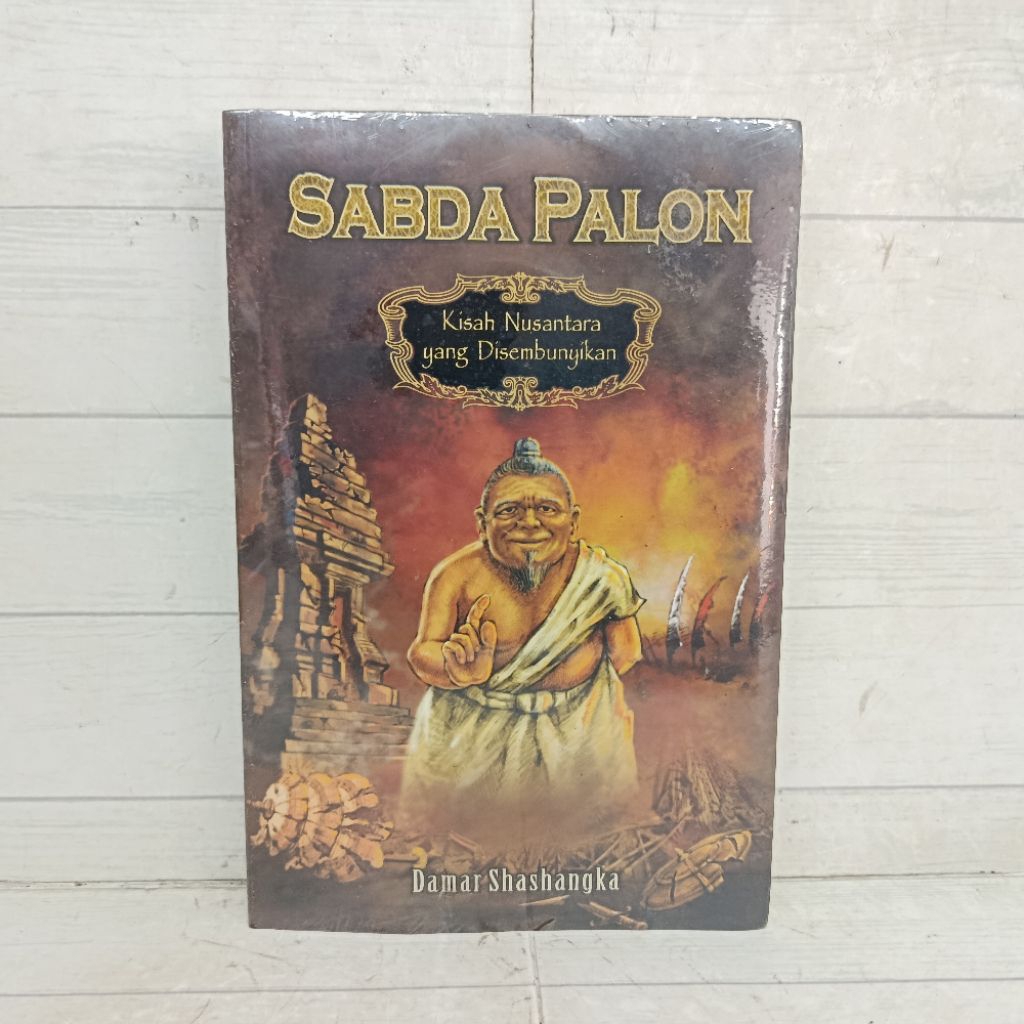 SABDA PALON
Kisah Nusantara
yang Disembunyikan
Damar Shashangka